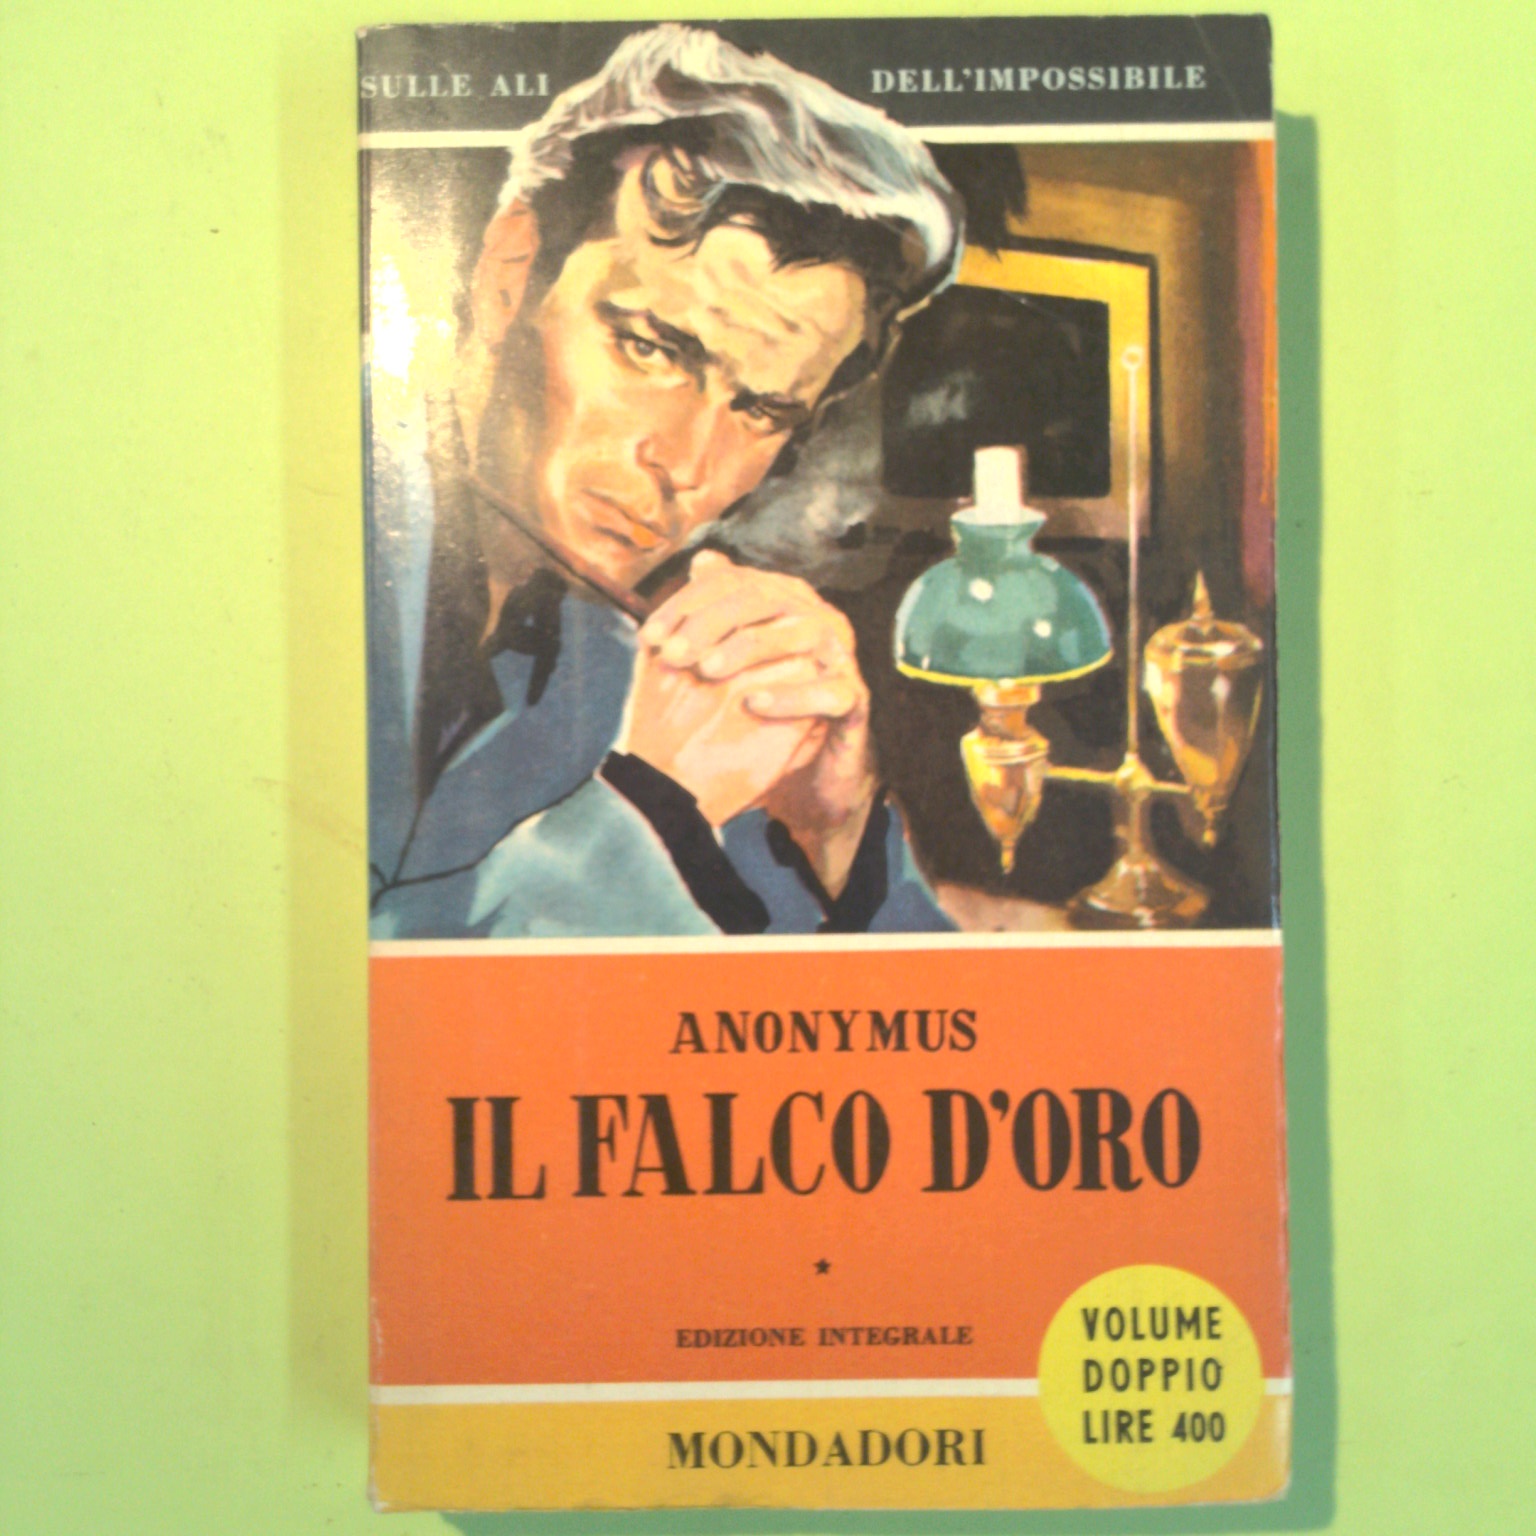 SULLE ALI DELL'IMPOSSIBILE
ANONYMUS
IL FALCO D'ORO
EDIZIONE INTEGRALE
VOLUME
DOPPIO
LIRE 400
MONDADORI